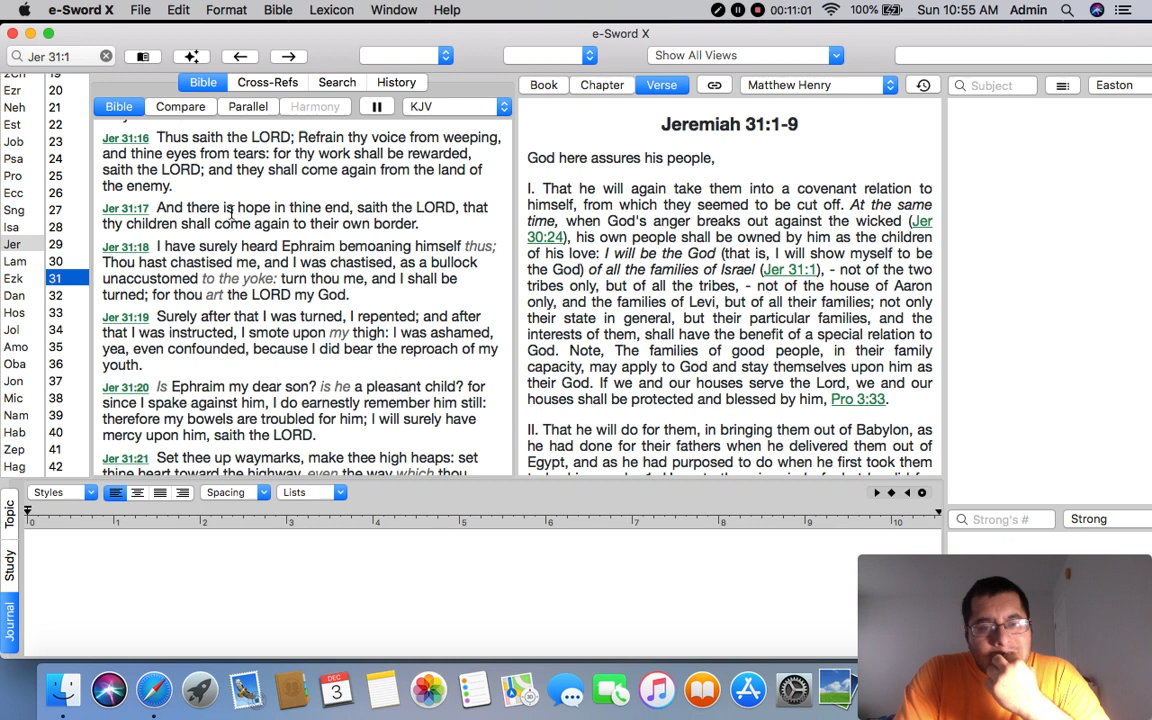 e-Sword X File Edit Format Bible Lexicon Window Help 00:11:01 100% Sun 10:55 AM Admin
e-Sword X
Jer 31:1
Show All Views
Bible Cross-Refs Search History
Book Chapter Verse Matthew Henry Subject Easton
Bible Compare Parallel Harmony KJV
19
Ezr 20
Neh 21
Est 22
Job 23
Psa 24
Pro 25
Ecc 26
Sng 27
Isa 28
Jer 29
Lam 30
Ezk 31
Dan 32
Hos 33
Jol 34
Amo 35
Oba 36
Jon 37
Mic 38
Nam 39
Hab 40
Zep 41
Hag 42
Jer 31:16 Thus saith the LORD; Refrain thy voice from weeping,
and thine eyes from tears: for thy work shall be rewarded,
saith the LORD; and they shall come again from the land of
the enemy.
Jer 31:17 And there is hope in thine end, saith the LORD, that
thy children shall come again to their own border.
Jer 31:18 I have surely heard Ephraim bemoaning himself thus;
Thou hast chastised me, and I was chastised, as a bullock
unaccustomed to the yoke: turn thou me, and I shall be
turned; for thou art the LORD my God.
Jer 31:19 Surely after that I was turned, I repented; and after
that I was instructed, I smote upon my thigh: I was ashamed,
yea, even confounded, because I did bear the reproach of my
youth.
Jer 31:20 Is Ephraim my dear son? is he a pleasant child? for
since I spake against him, I do earnestly remember him still:
therefore my bowels are troubled for him; I will surely have
mercy upon him, saith the LORD.
Jer 31:21 Set thee up waymarks, make thee high heaps: set
thine heart toward the highway, even the way which thou
Jeremiah 31:1-9
God here assures his people,
I. That he will again take them into a covenant relation to
himself, from which they seemed to be cut off. At the same
time, when God's anger breaks out against the wicked (Jer
30:24), his own people shall be owned by him as the children
of his love: I will be the God (that is, I will show myself to be
the God) of all the families of Israel (Jer 31:1), - not of the two
tribes only, but of all the tribes, - not of the house of Aaron
only, and the families of Levi, but of all their families; not only
their state in general, but their particular families, and the
interests of them, shall have the benefit of a special relation to
God. Note, The families of good people, in their family
capacity, may apply to God and stay themselves upon him as
their God. If we and our houses serve the Lord, we and our
houses shall be protected and blessed by him, Pro 3:33.
II. That he will do for them, in bringing them out of Babylon, as
he had done for their fathers when he delivered them out of
Egypt, and as he had purposed to do when he first took them
Styles Spacing Lists
Strong's # Strong
0 1 2 3 4 5 6 7 8 9 10
Topic
Study
Journal
DEC
3